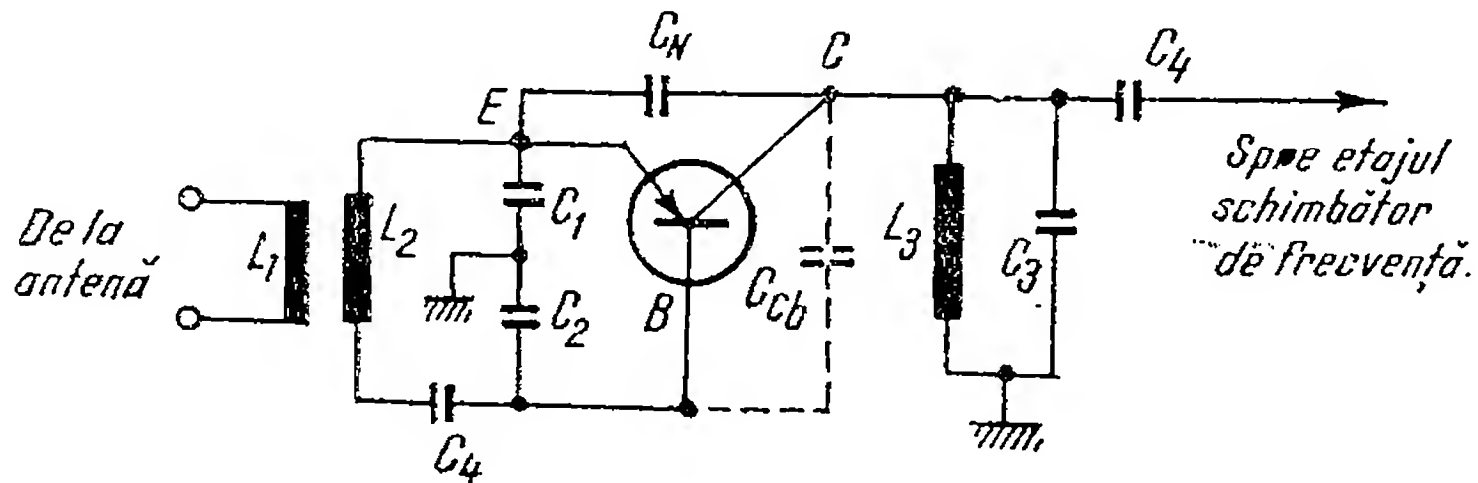 C_N
C
C_4
E
De la
antenă
L_1
L_2
C_1
C_2
B
C_cb
L_3
C_3
Spre etajul
schimbător
de frecvență.
C_4